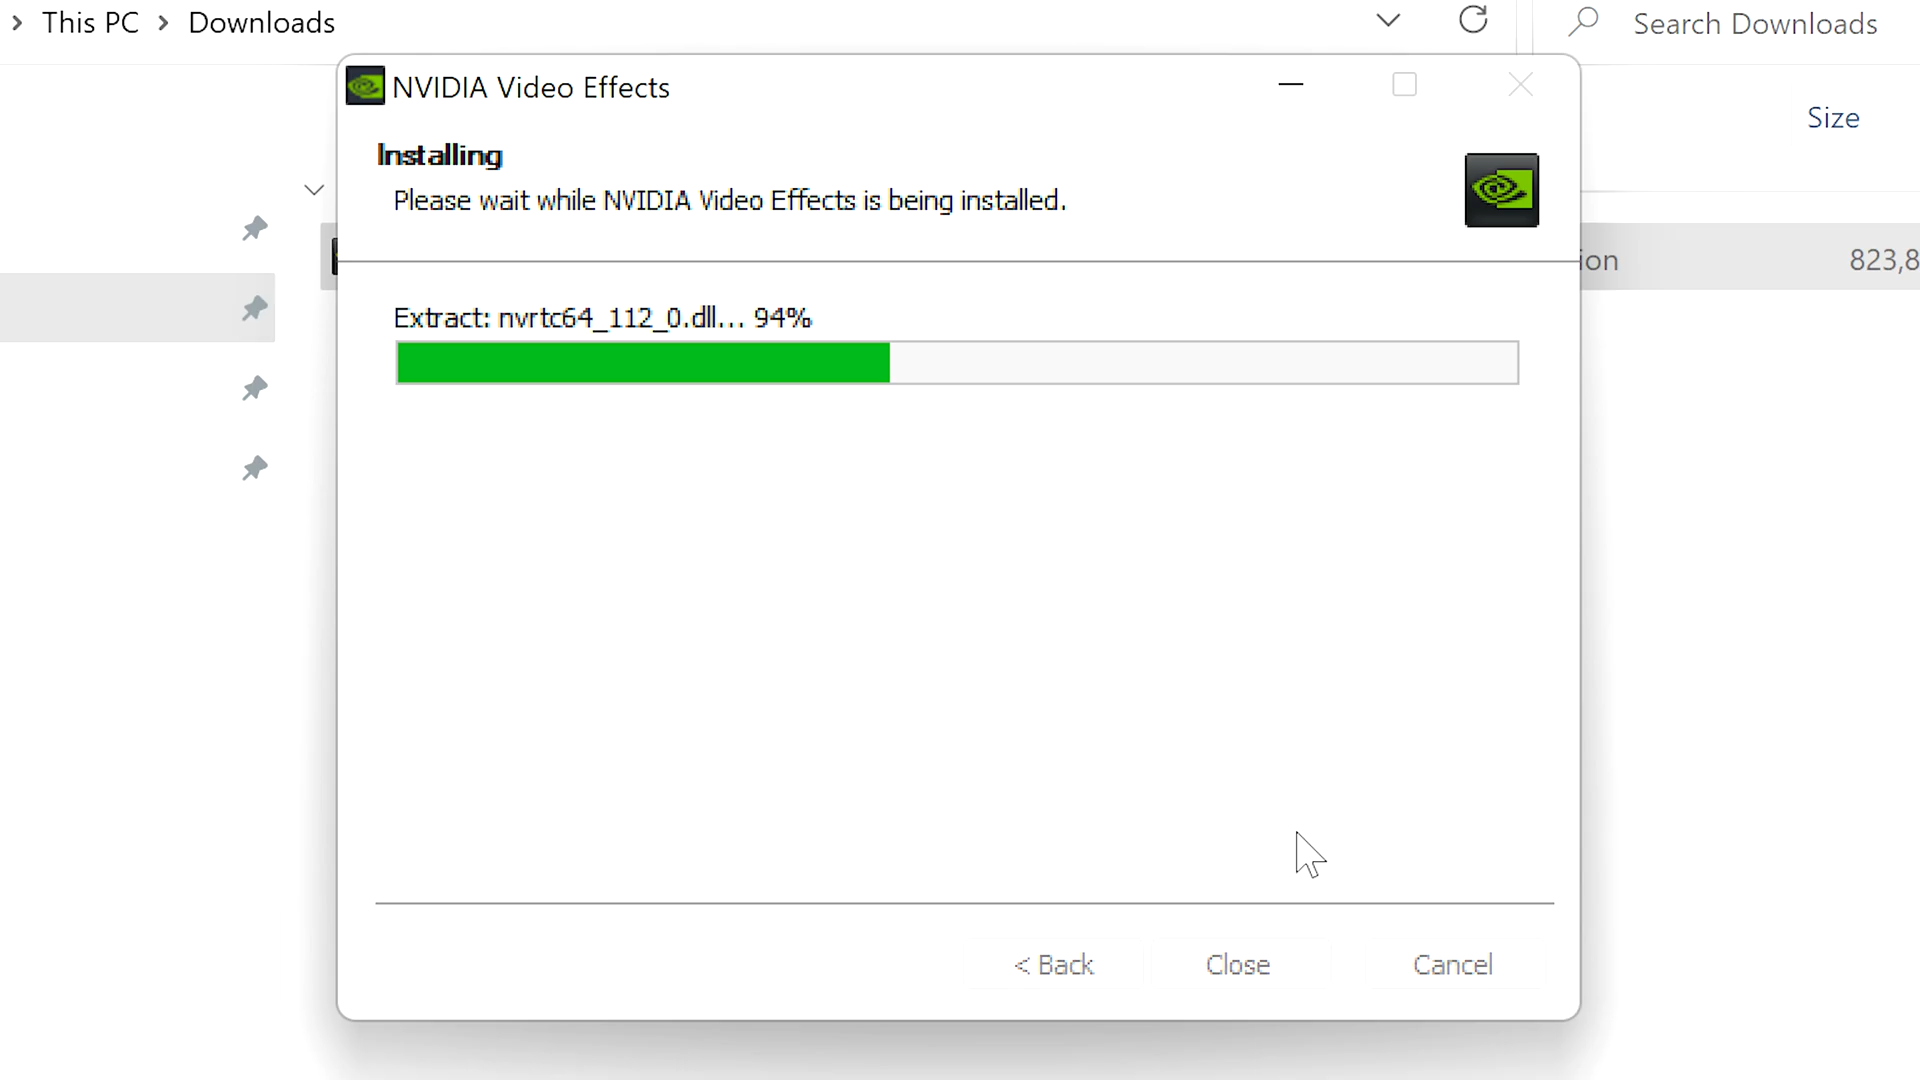 This PC
Downloads
Search Downloads
NVIDIA Video Effects
Size
Installing
Please wait while NVIDIA Video Effects is being installed.
ion
823,8
Extract: nvrtc64_112_0.dll... 94%
< Back
Close
Cancel